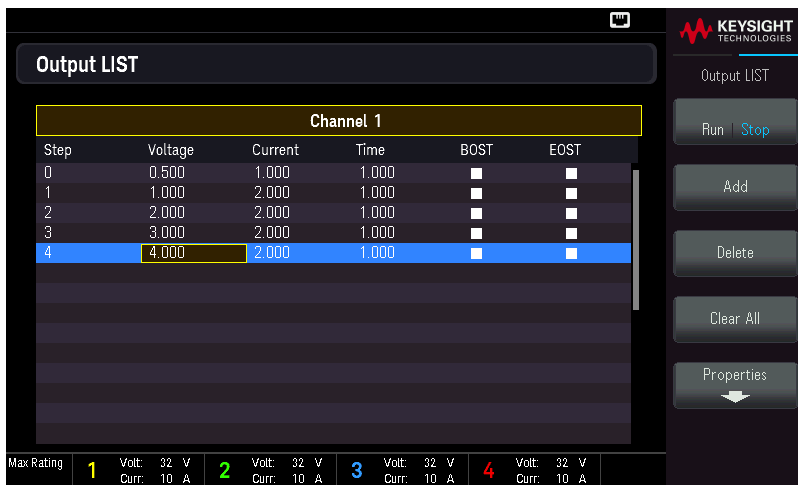 KEYSIGHT
TECHNOLOGIES
Output LIST
Output LIST
Channel 1
Run | Stop
Step Voltage Current Time BOST EOST
0 0.500 1.000 1.000
1 1.000 2.000 1.000
2 2.000 2.000 1.000
3 3.000 2.000 1.000
4 4.000 2.000 1.000
Add
Delete
Clear All
Properties
Max Rating 1 Volt: 32 V 2 Volt: 32 V 3 Volt: 32 V 4 Volt: 32 V
Curr: 10 A Curr: 10 A Curr: 10 A Curr: 10 A